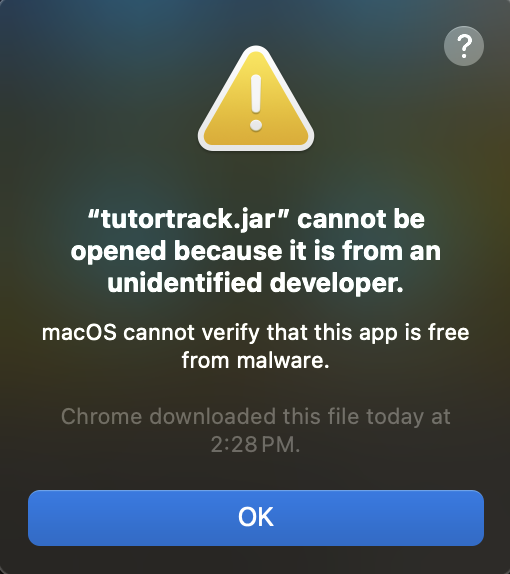 ?
“tutortrack.jar” cannot be
opened because it is from an
unidentified developer.
macOS cannot verify that this app is free
from malware.
Chrome downloaded this file today at
2:28 PM.
OK